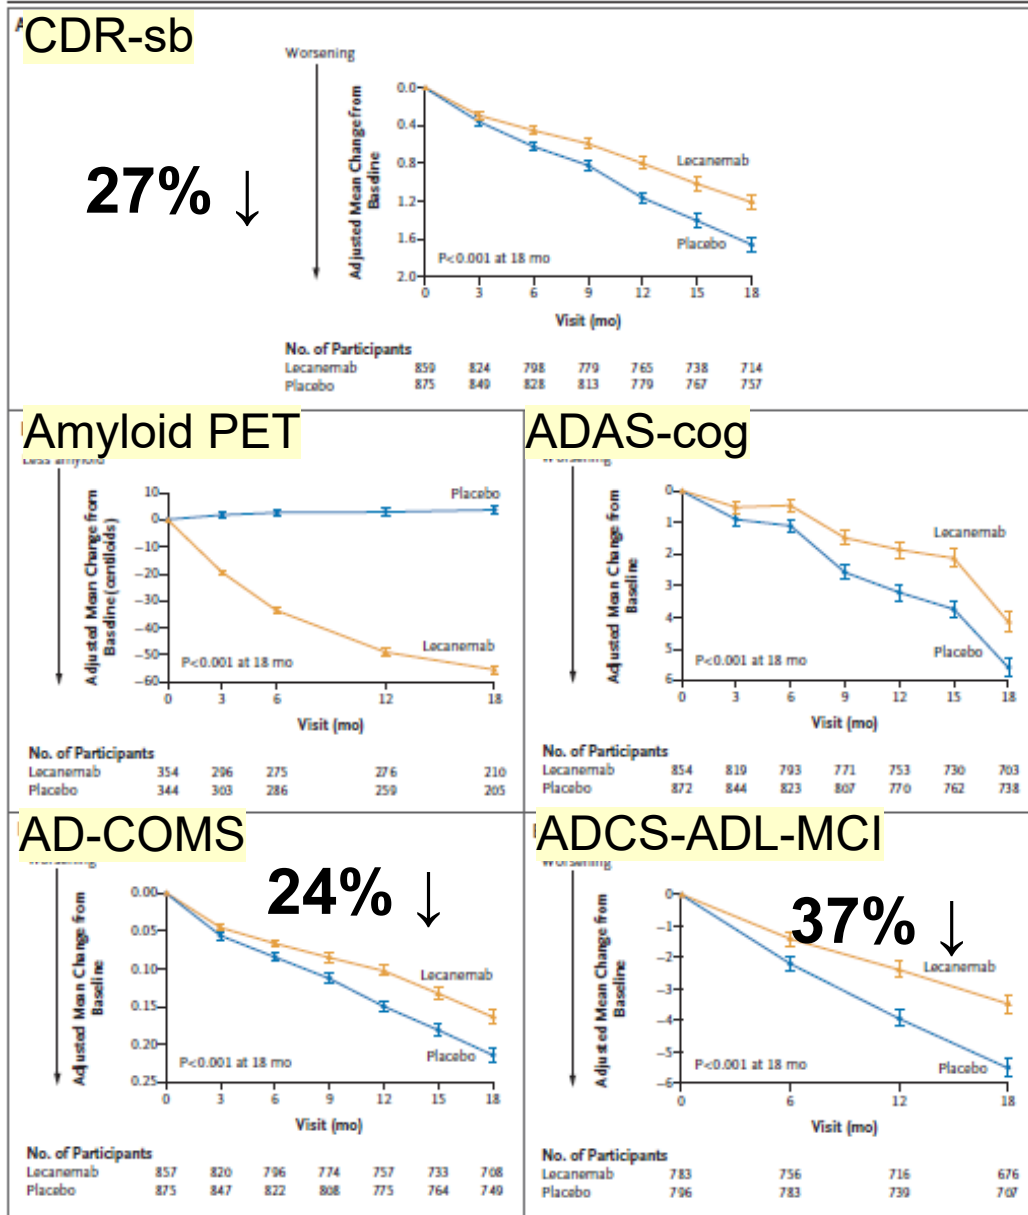 CDR-sb
Worsening
27% ↓
Adjusted Mean Change from
Baseline
0.0
0.4
0.8
1.2
1.6
2.0
Lecanemab
Placebo
P<0.001 at 18 mo
0 3 6 9 12 15 18
Visit (mo)
No. of Participants
Lecanemab 859 824 798 779 765 738 714
Placebo 875 849 828 813 779 767 757
Amyloid PET
Less amyloid
Adjusted Mean Change from
Baseline (centiloids)
10
0
−10
−20
−30
−40
−50
−60
Placebo
Lecanemab
P<0.001 at 18 mo
0 3 6 12 18
Visit (mo)
No. of Participants
Lecanemab 354 296 275 276 210
Placebo 344 303 286 259 205
ADAS-cog
Worsening
Adjusted Mean Change from
Baseline
0
1
2
3
4
5
6
Lecanemab
Placebo
P<0.001 at 18 mo
0 3 6 9 12 15 18
Visit (mo)
No. of Participants
Lecanemab 854 819 793 771 753 730 703
Placebo 872 844 823 807 770 762 738
AD-COMS
Worsening
24% ↓
Adjusted Mean Change from
Baseline
0.00
0.05
0.10
0.15
0.20
0.25
Lecanemab
Placebo
P<0.001 at 18 mo
0 3 6 9 12 15 18
Visit (mo)
No. of Participants
Lecanemab 857 820 796 774 757 733 708
Placebo 875 847 822 808 775 764 749
ADCS-ADL-MCI
Worsening
37% ↓
Adjusted Mean Change from
Baseline
0
−1
−2
−3
−4
−5
−6
Lecanemab
Placebo
P<0.001 at 18 mo
0 6 12 18
Visit (mo)
No. of Participants
Lecanemab 783 756 716 676
Placebo 796 783 739 707